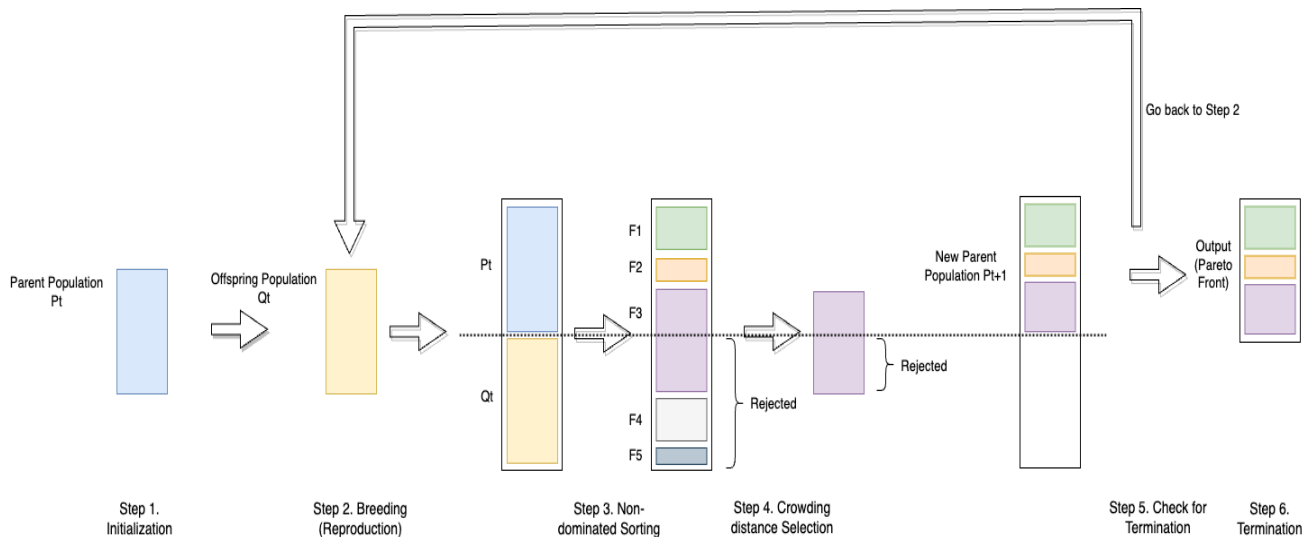 Go back to Step 2
Parent Population
Pt
Offspring Population
Qt
Pt
Qt
F1
F2
F3
F4
F5
Rejected
Rejected
New Parent
Population Pt+1
Output
(Pareto
Front)
Step 1.
Initialization
Step 2. Breeding
(Reproduction)
Step 3. Non-
dominated Sorting
Step 4. Crowding
distance Selection
Step 5. Check for
Termination
Step 6.
Termination